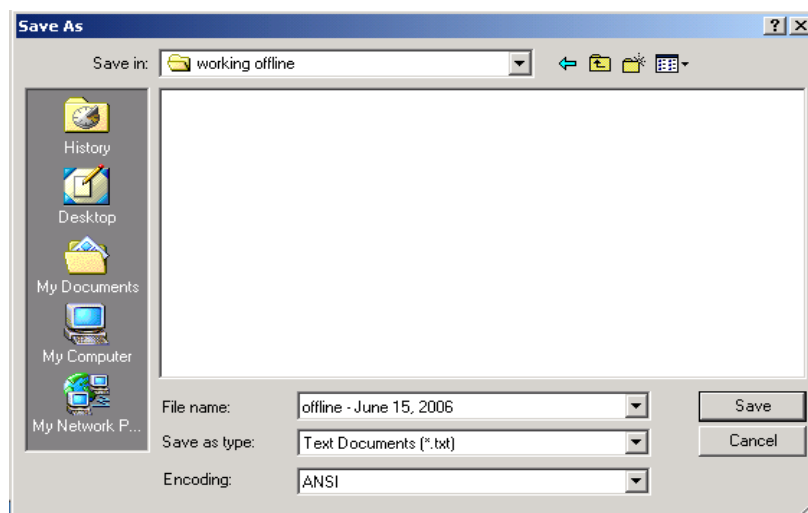 Save As
Save in: working offline
History
Desktop
My Documents
My Computer
My Network P...
File name: offline - June 15, 2006 Save
Save as type: Text Documents (*.txt) Cancel
Encoding: ANSI